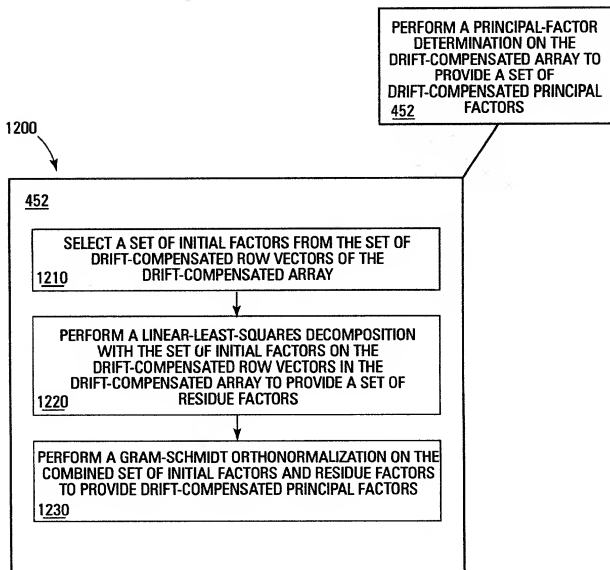 PERFORM A PRINCIPAL-FACTOR
DETERMINATION ON THE
DRIFT-COMPENSATED ARRAY TO
PROVIDE A SET OF
DRIFT-COMPENSATED PRINCIPAL
FACTORS
452
1200
452
SELECT A SET OF INITIAL FACTORS FROM THE SET OF
DRIFT-COMPENSATED ROW VECTORS OF THE
DRIFT-COMPENSATED ARRAY
1210
PERFORM A LINEAR-LEAST-SQUARES DECOMPOSITION
WITH THE SET OF INITIAL FACTORS ON THE
DRIFT-COMPENSATED ROW VECTORS IN THE
DRIFT-COMPENSATED ARRAY TO PROVIDE A SET OF
RESIDUE FACTORS
1220
PERFORM A GRAM-SCHMIDT ORTHONORMALIZATION ON THE
COMBINED SET OF INITIAL FACTORS AND RESIDUE FACTORS
TO PROVIDE DRIFT-COMPENSATED PRINCIPAL FACTORS
1230